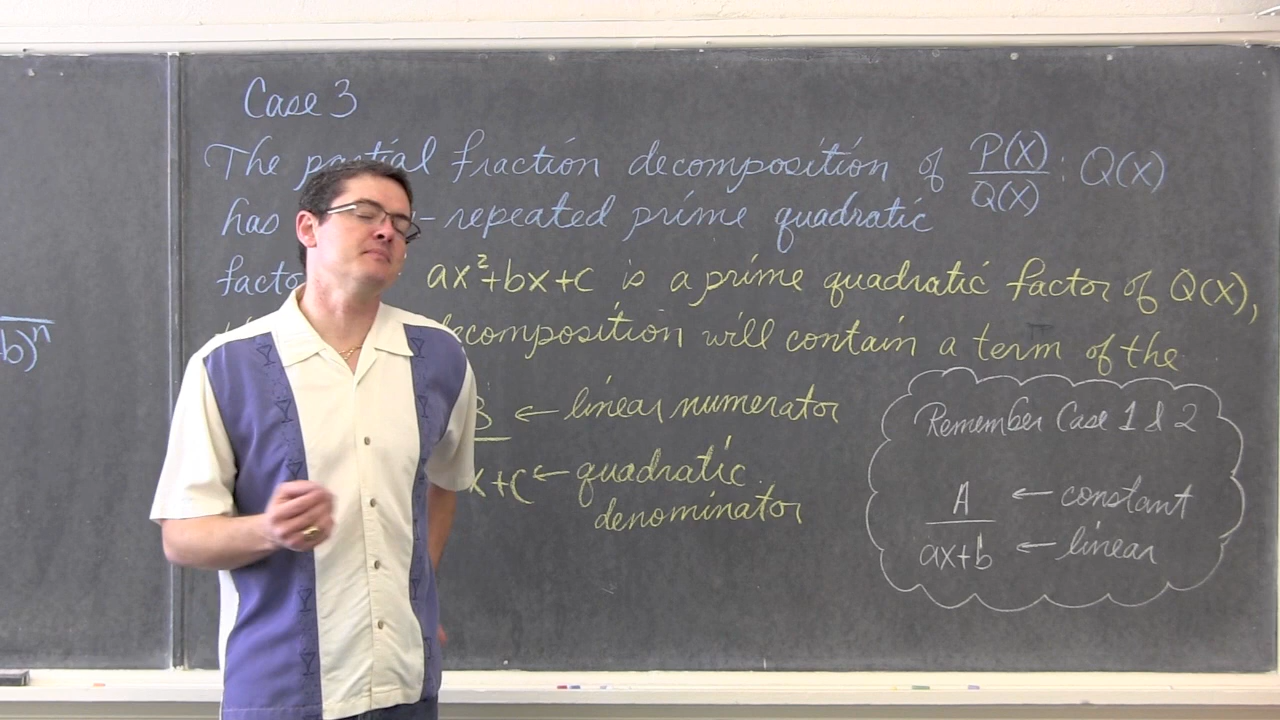 b)ⁿ
Case 3
The partial fraction decomposition of P(X)/Q(X) : Q(X)
has -repeated prime quadratic
ax²+bx+c is a prime quadratic factor of Q(X),
decomposition will contain a term of the
B ← linear numerator
x+c ← quadratic
denominator
Remember Case 1 & 2
A ← constant
ax+b ← linear